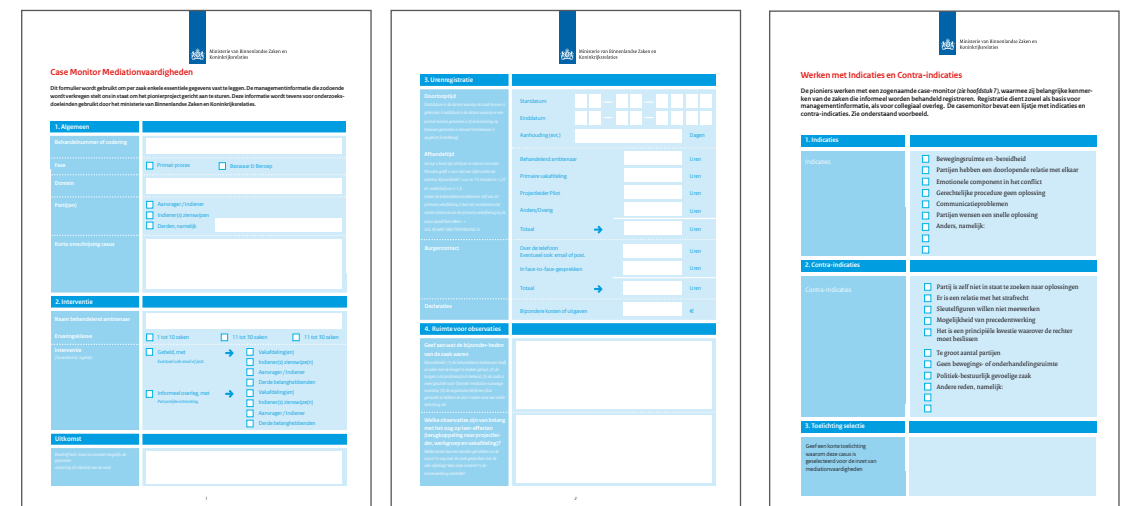 Ministerie van Binnenlandse Zaken en
Koninkrijksrelaties
Case Monitor Mediationvaardigheden
Dit formulier wordt gebruikt om per zaak enkele essentiele gegevens vast te leggen. De managementinformatie die zodoende
wordt verkregen stelt ons in staat om het pionierproject gericht aan te sturen. Deze informatie wordt tevens voor onderzoeks-
doeleinden gebruikt door het ministerie van Binnenlandse Zaken en Koninkrijksrelaties.
1. Algemeen
Behandelnummer of codering
Fase
Primair proces
Bezwaar & Beroep
Domein
Partij(en)
Aanvrager / Indiener
Indiener(s) zienswijzen
Derden, namelijk
Korte omschrijving casus
2. Interventie
Naam behandelend ambtenaar
Ervaringsklasse
1 tot 10 zaken
11 tot 30 zaken
11 tot 30 zaken
Interventie
Gebeld, met
Vakafdeling(en)
Indiener(s) zienswijze(n)
Aanvrager / Indiener
Derde belanghebbenden
Informeel overleg, met
Vakafdeling(en)
Indiener(s) zienswijze(n)
Aanvrager / Indiener
Derde belanghebbenden
Uitkomst
1
Ministerie van Binnenlandse Zaken en
Koninkrijksrelaties
3. Urenregistratie
Doorlooptijd
Startdatum
Einddatum
Aanhouding (evt.)
Dagen
Afhandeltijd
Behandelend ambtenaar
Uren
Primaire vakafdeling
Uren
Projectleider Pilot
Uren
Anders/Overig
Uren
Totaal
Uren
Burgercontact
Over de telefoon
Eventueel ook: email of post.
Uren
In face-to-face-gesprekken
Uren
Totaal
Uren
Declaraties
Bijzondere kosten of uitgaven
€
4. Ruimte voor observaties
Geef aan wat de bijzonder heden
van de zaak waren
Welke observaties zijn van belang
met het oog op leer-effecten
(terugkoppeling naar projectlei-
der, werkgroep en vakafdeling)?
2
Ministerie van Binnenlandse Zaken en
Koninkrijksrelaties
Werken met Indicaties en Contra-indicaties
De pioniers werken met een zogenaamde case-monitor (zie hoofdstuk 7), waarmee zij belangrijke kenmer-
ken van de zaken die informeel worden behandeld registreren. Registratie dient zowel als basis voor
managementinformatie, als voor collegiaal overleg. De casemonitor bevat een lijstje met indicaties en
contra-indicaties. Zie onderstaand voorbeeld.
1. Indicaties
Indicaties
Bewegingsruimte en -bereidheid
Partijen hebben een doorlopende relatie met elkaar
Emotionele component in het conflict
Gerechtelijke procedure geen oplossing
Communicatieproblemen
Partijen wensen een snelle oplossing
Anders, namelijk:
2. Contra-indicaties
Contra-indicaties
Partij is zelf niet in staat te zoeken naar oplossingen
Er is een relatie met het strafrecht
Sleutelfiguren willen niet meewerken
Mogelijkheid van precedentwerking
Het is een principiële kwestie waarover de rechter
moet beslissen
Te groot aantal partijen
Geen bewegings- of onderhandelingsruimte
Politiek-bestuurlijk gevoelige zaak
Andere reden, namelijk:
3. Toelichting selectie
Geef een korte toelichting
waarom deze casus is
geselecteerd voor de inzet van
mediationvaardigheden